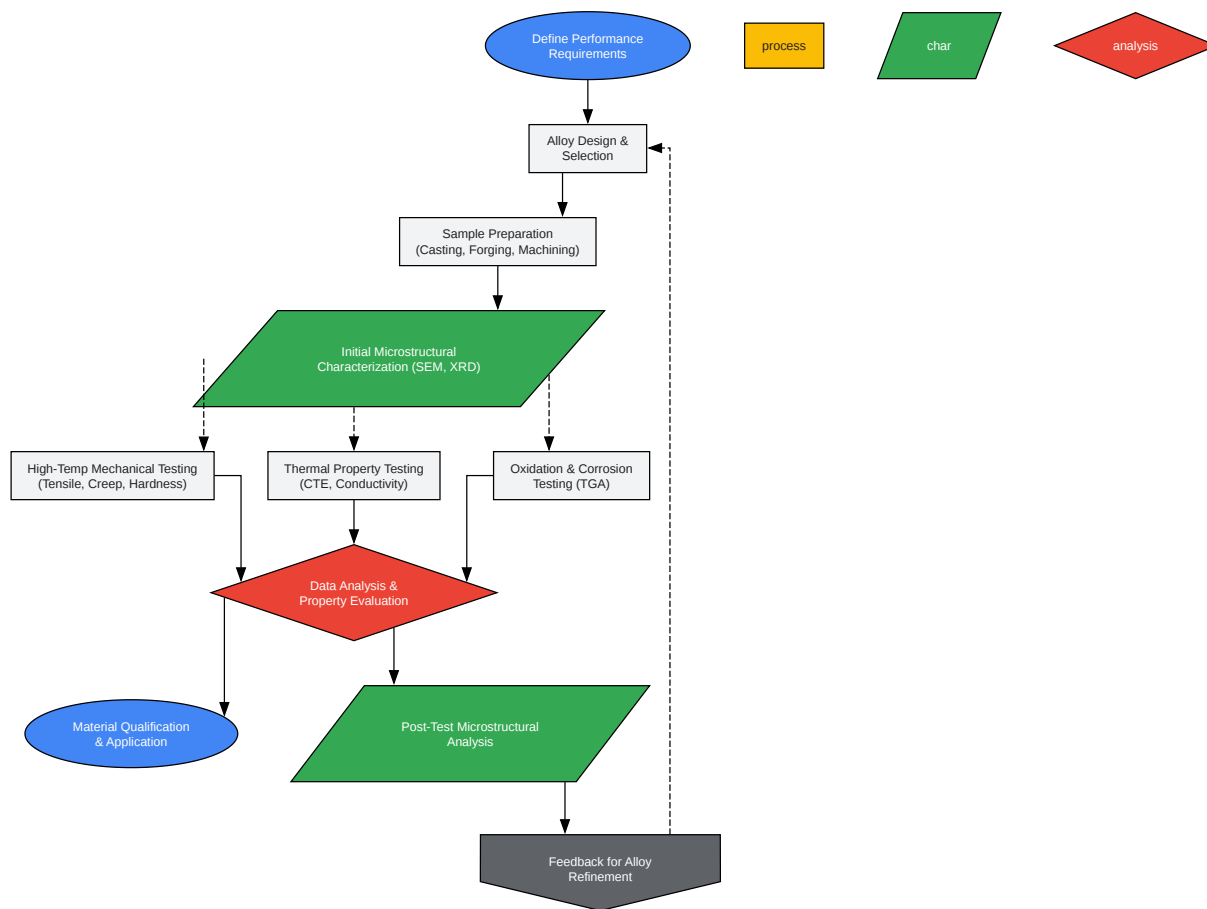 Define Performance
Requirements
process
char
analysis
Alloy Design &
Selection
Sample Preparation
(Casting, Forging, Machining)
Initial Microstructural
Characterization (SEM, XRD)
High-Temp Mechanical Testing
(Tensile, Creep, Hardness)
Thermal Property Testing
(CTE, Conductivity)
Oxidation & Corrosion
Testing (TGA)
Data Analysis &
Property Evaluation
Material Qualification
& Application
Post-Test Microstructural
Analysis
Feedback for Alloy
Refinement